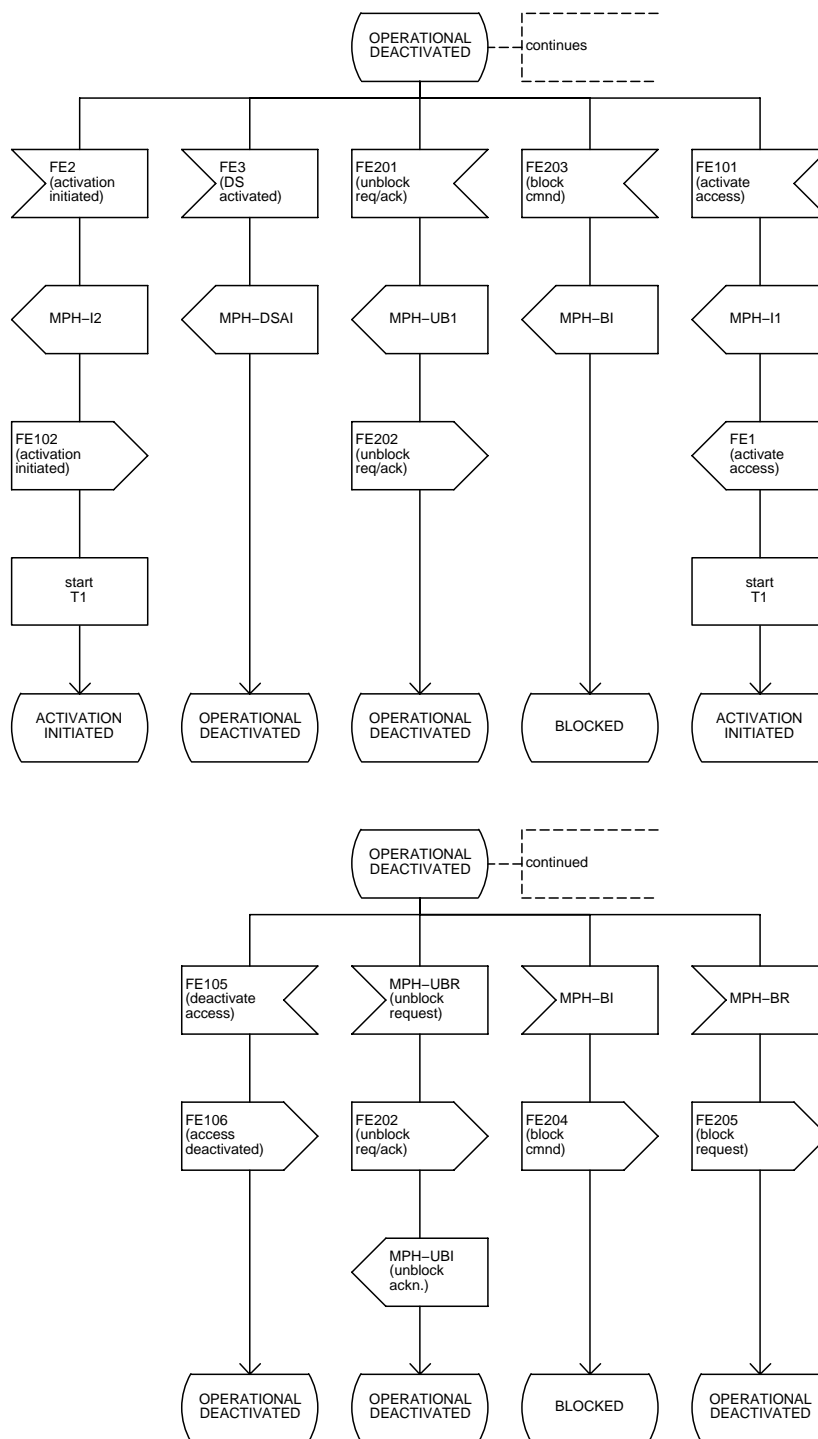 OPERATIONAL
DEACTIVATED
continues
FE2
(activation
initiated)
FE3
(DS
activated)
FE201
(unblock
req/ack)
FE203
(block
cmnd)
FE101
(activate
access)
MPH−I2
MPH−DSAI
MPH−UB1
MPH−BI
MPH−I1
FE102
(activation
initiated)
FE202
(unblock
req/ack)
FE1
(activate
access)
start
T1
start
T1
ACTIVATION
INITIATED
OPERATIONAL
DEACTIVATED
OPERATIONAL
DEACTIVATED
BLOCKED
ACTIVATION
INITIATED
OPERATIONAL
DEACTIVATED
continued
FE105
(deactivate
access)
MPH−UBR
(unblock
request)
MPH−BI
MPH−BR
FE106
(access
deactivated)
FE202
(unblock
req/ack)
FE204
(block
cmnd)
FE205
(block
request)
MPH−UBI
(unblock
ackn.)
OPERATIONAL
DEACTIVATED
OPERATIONAL
DEACTIVATED
BLOCKED
OPERATIONAL
DEACTIVATED